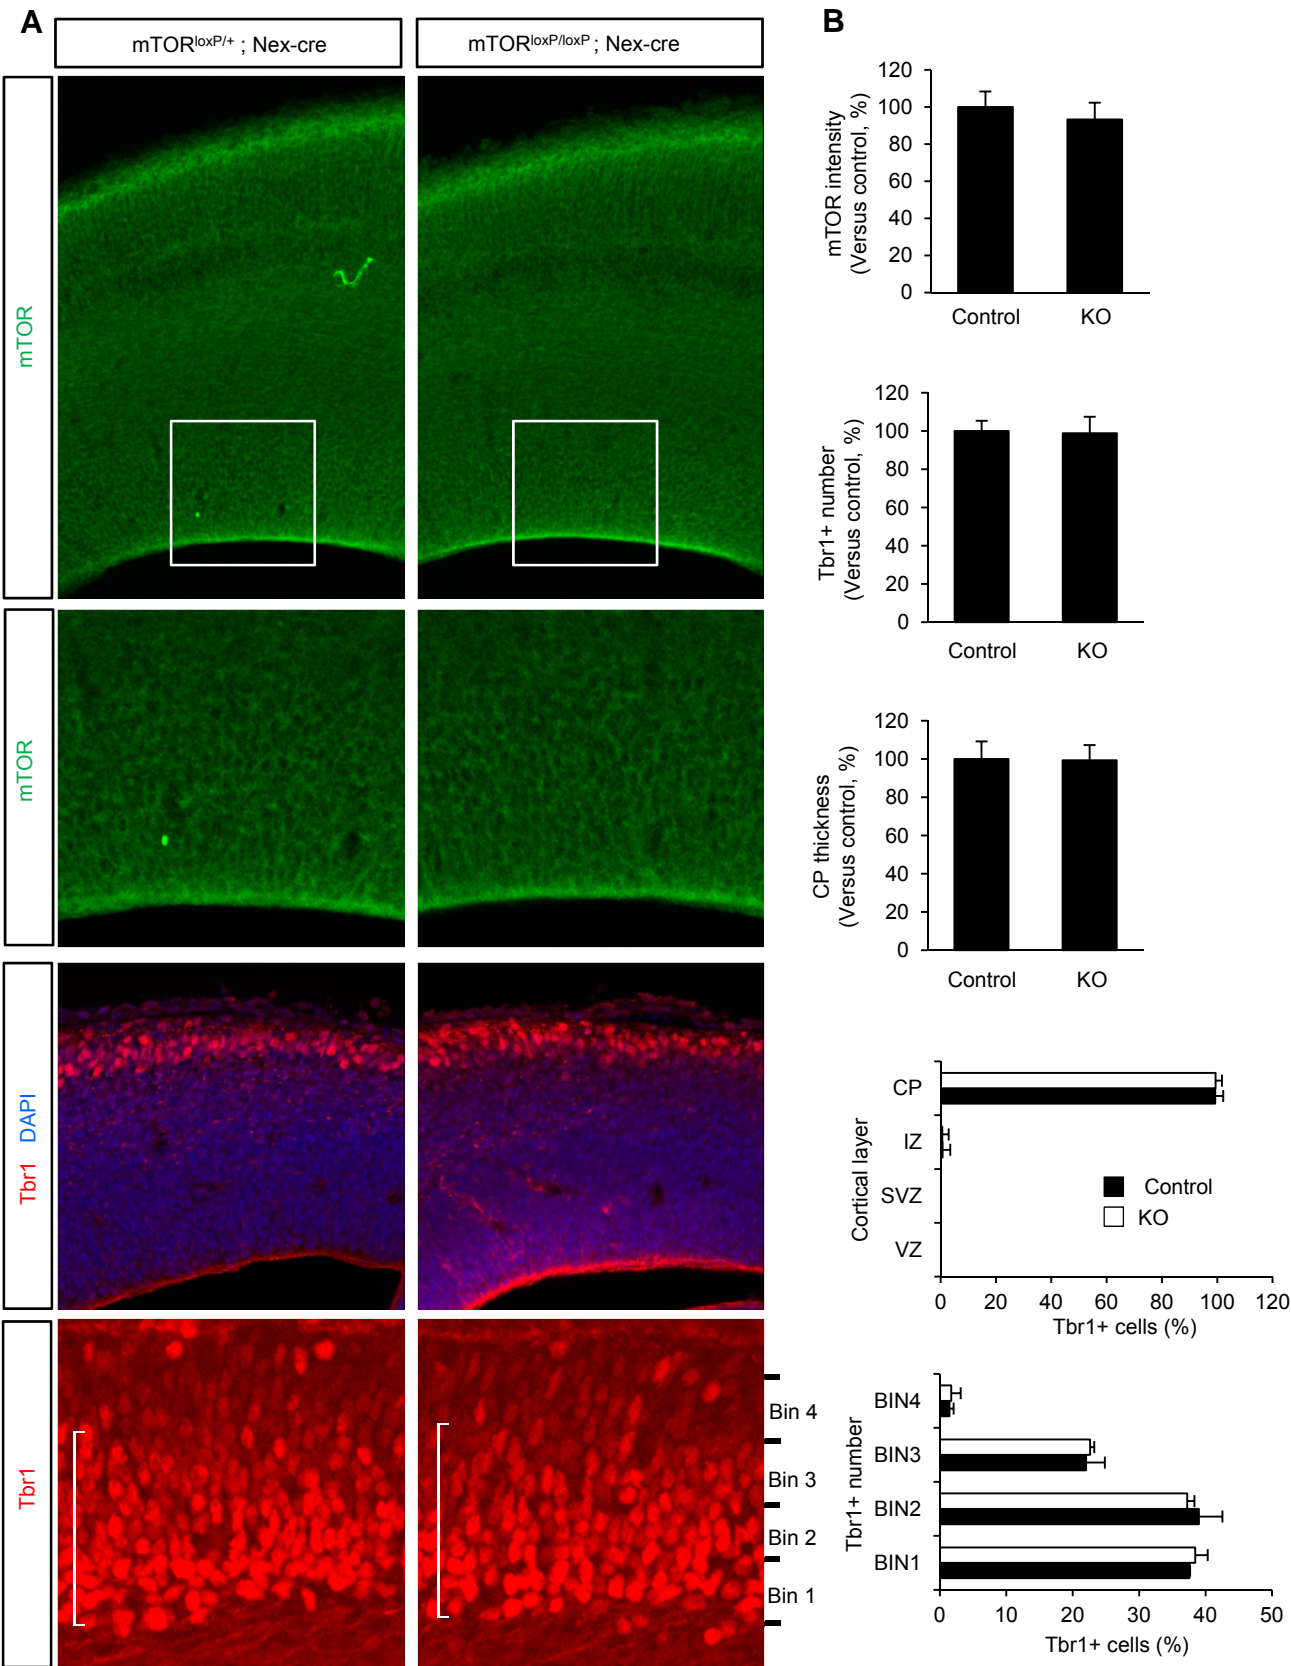 A
B
mTORloxP/+ ; Nex-cre
mTORloxP/loxP ; Nex-cre
mTOR
mTOR
Tbr1 DAPI
Tbr1
Bin 4
Bin 3
Bin 2
Bin 1
mTOR intensity
(Versus control, %)
120
100
80
60
40
20
0
Control KO
Tbr1+ number
(Versus control, %)
120
100
80
60
40
20
0
Control KO
CP thickness
(Versus control, %)
120
100
80
60
40
20
0
Control KO
Cortical layer
CP
IZ
SVZ
VZ
Control
KO
0 20 40 60 80 100 120
Tbr1+ cells (%)
Tbr1+ number
BIN4
BIN3
BIN2
BIN1
0 10 20 30 40 50
Tbr1+ cells (%)